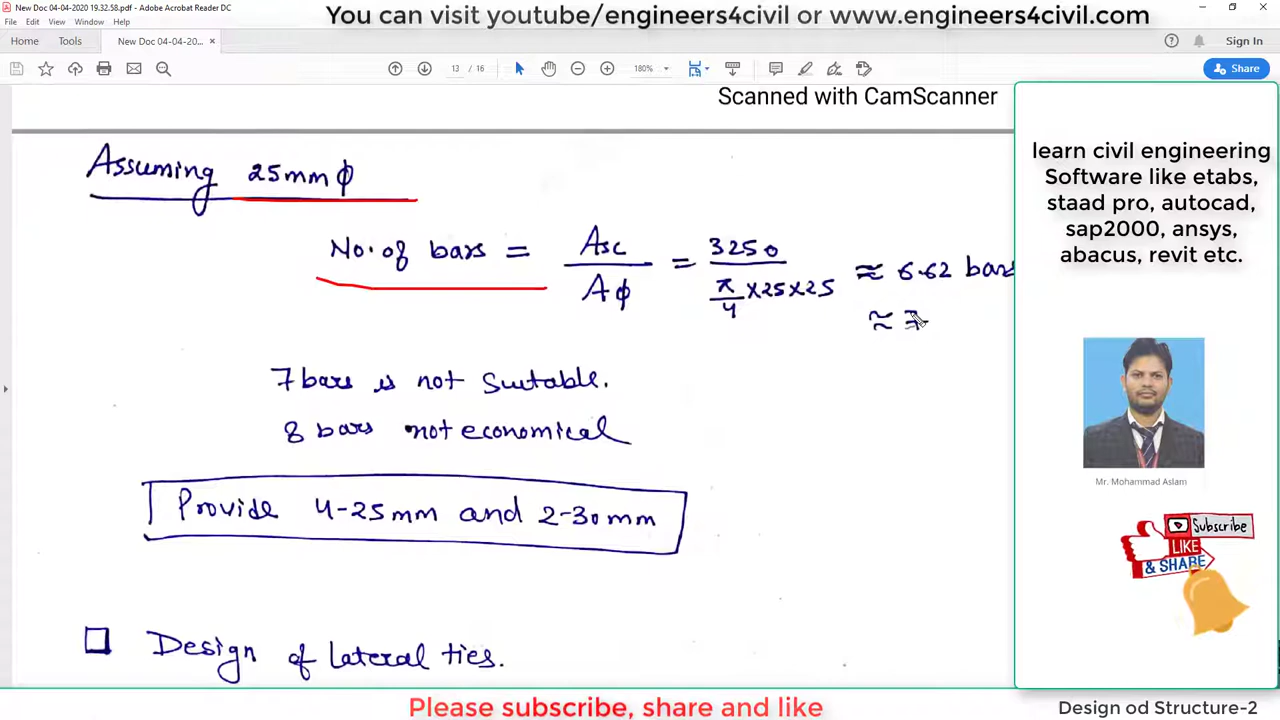 New Doc 04-04-2020 19.32.58.pdf - Adobe Acrobat Reader DC
You can visit youtube/engineers4civil or www.engineers4civil.com
File Edit View Window Help
Home Tools New Doc 04-04-20... × Sign In
13 / 16 180% Share
Scanned with CamScanner
Assuming 25mm ϕ
No. of bars = Asc / Aϕ = 3250 / π/4 ×25×25 ≈ 6.62 bars
≈ 7
7 bars is not Suitable.
8 bars not economical
Provide 4-25mm and 2-30mm
Design of lateral ties.
learn civil engineering
Software like etabs,
staad pro, autocad,
sap2000, ansys,
abacus, revit etc.
Mr. Mohammad Aslam
Subscribe
LIKE
& SHARE
Please subscribe, share and like
Design od Structure-2